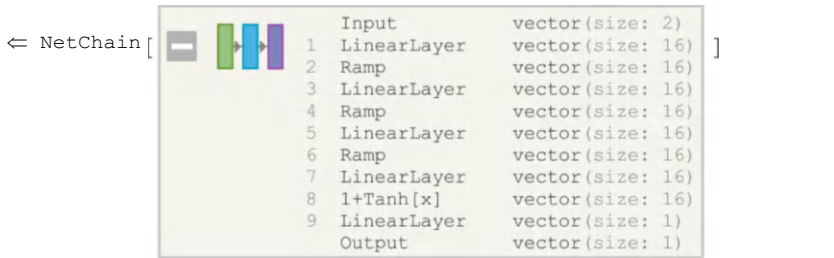 Input vector(size: 2)
⇐ NetChain[ 1 LinearLayer vector(size: 16) ]
2 Ramp vector(size: 16)
3 LinearLayer vector(size: 16)
4 Ramp vector(size: 16)
5 LinearLayer vector(size: 16)
6 Ramp vector(size: 16)
7 LinearLayer vector(size: 16)
8 1+Tanh[x] vector(size: 16)
9 LinearLayer vector(size: 1)
Output vector(size: 1)